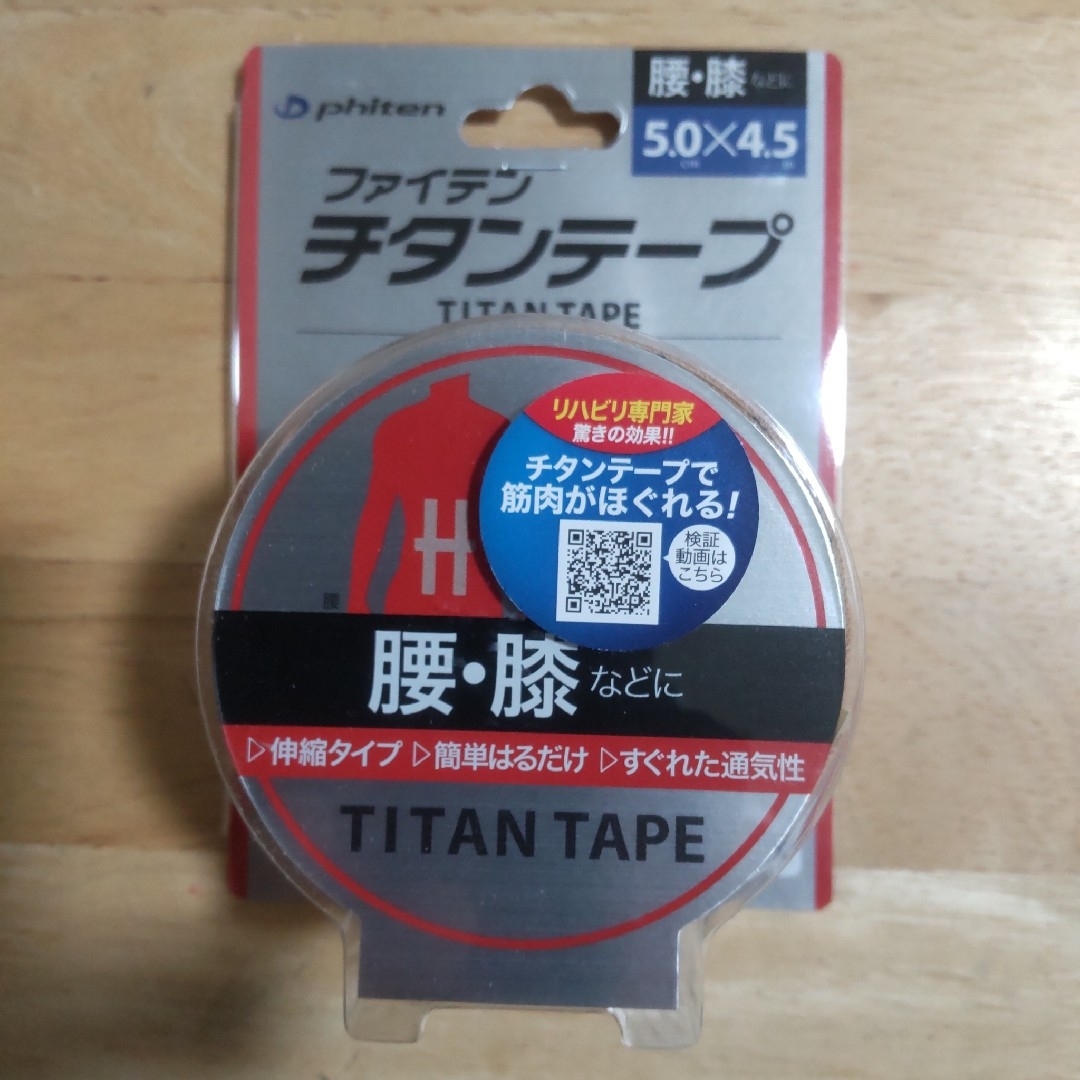 phiten
腰・膝などに
5.0×4.5
cm
m
ファイテン
チタンテープ
TITAN TAPE
リハビリ専門家
驚きの効果!!
チタンテープで
筋肉がほぐれる!
検証
動画は
こちら
腰
腰・膝などに
▷伸縮タイプ ▷簡単はるだけ ▷すぐれた通気性
TITAN TAPE